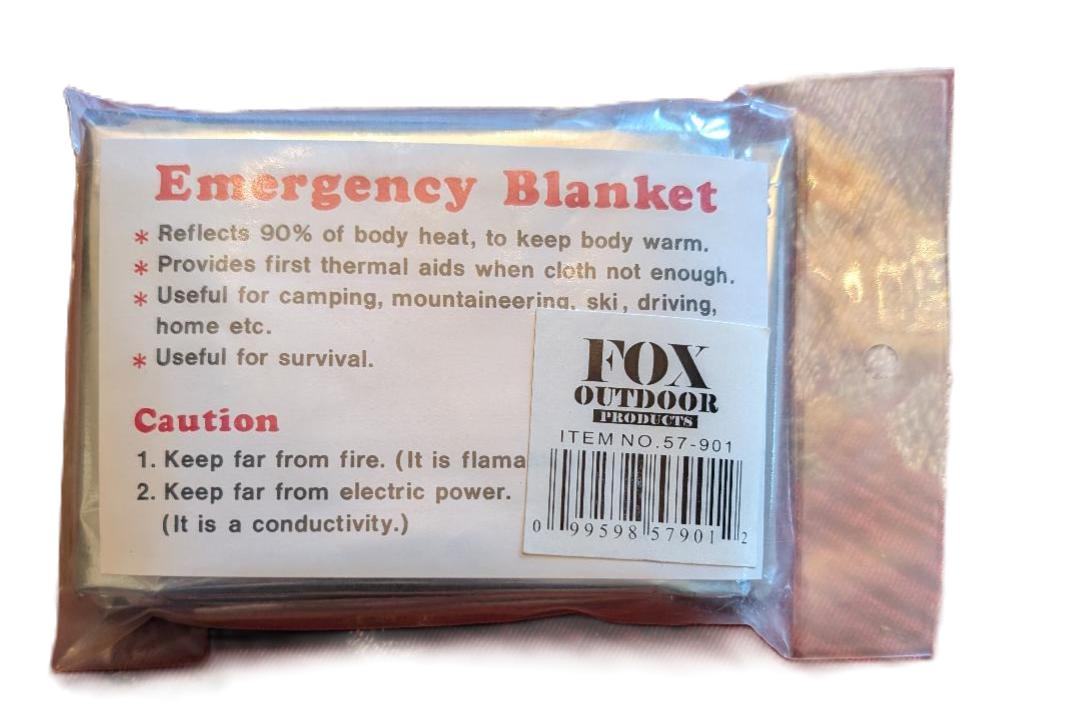 Emergency Blanket
* Reflects 90% of body heat, to keep body warm.
* Provides first thermal aids when cloth not enough.
* Useful for camping, mountaineering, ski, driving,
home etc.
* Useful for survival.
Caution
1. Keep far from fire. (It is flama
2. Keep far from electric power.
(It is a conductivity.)
FOX
OUTDOOR
PRODUCTS
ITEM NO. 57-901
0 99598 57901 2